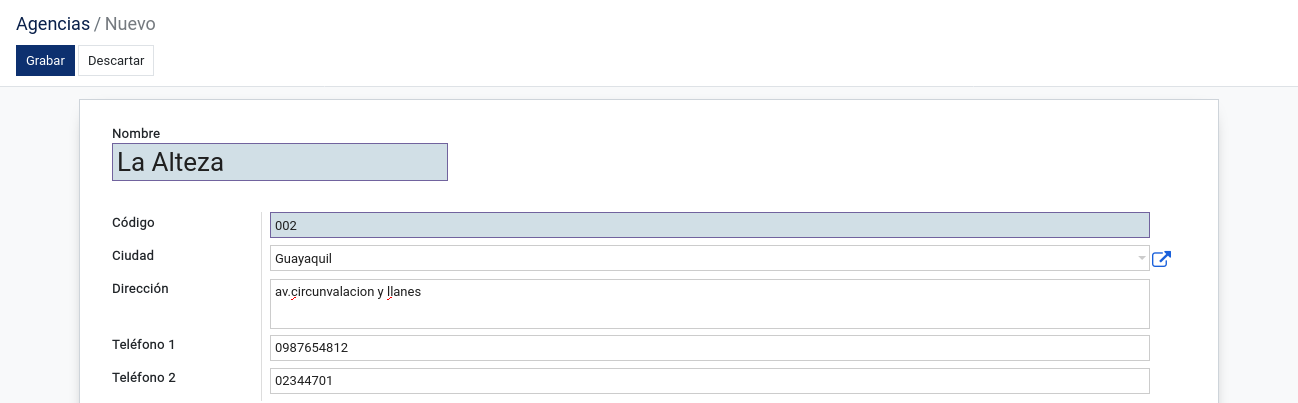 Agencias / Nuevo
Grabar Descartar
Nombre
La Alteza
Código 002
Ciudad Guayaquil
Dirección av.circunvalacion y llanes
Teléfono 1 0987654812
Teléfono 2 02344701